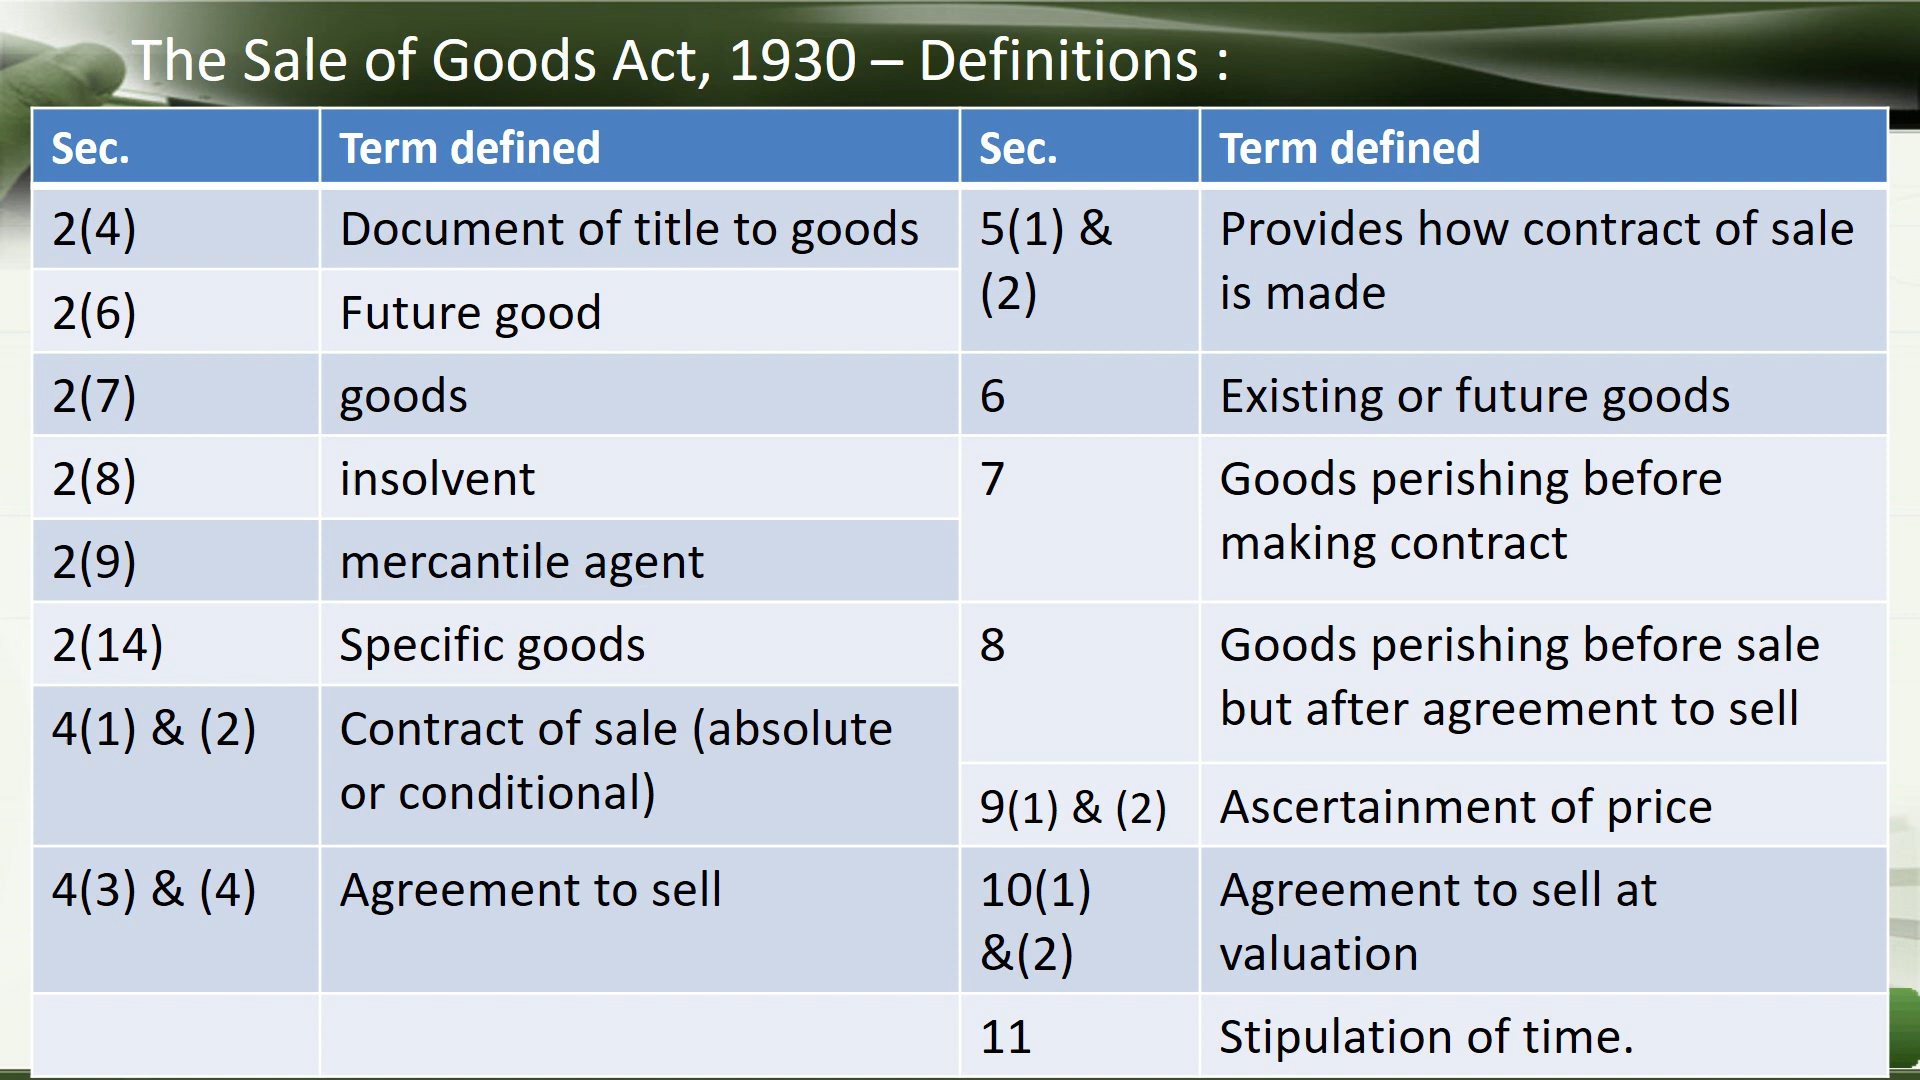 The Sale of Goods Act, 1930 – Definitions :
Sec. Term defined Sec. Term defined
2(4) Document of title to goods 5(1) & Provides how contract of sale
(2) is made
2(6) Future good
2(7) goods 6 Existing or future goods
2(8) insolvent 7 Goods perishing before
making contract
2(9) mercantile agent
2(14) Specific goods 8 Goods perishing before sale
but after agreement to sell
4(1) & (2) Contract of sale (absolute
or conditional)
9(1) & (2) Ascertainment of price
4(3) & (4) Agreement to sell 10(1) Agreement to sell at
&(2) valuation
11 Stipulation of time.